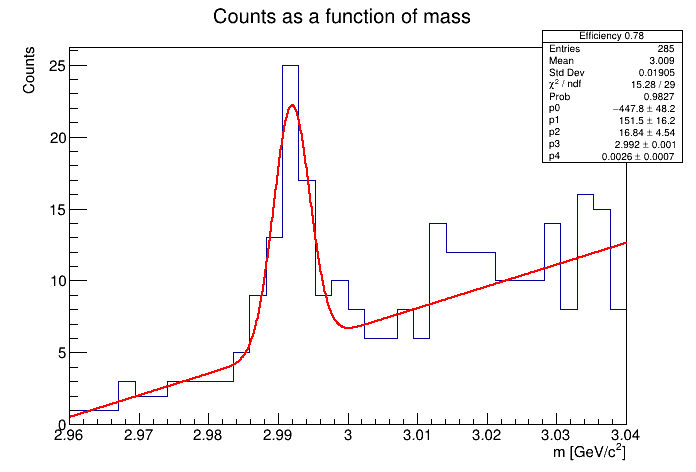 Counts as a function of mass
Efficiency 0.78
Entries 285
Mean 3.009
Std Dev 0.01905
χ² / ndf 15.28 / 29
Prob 0.9827
p0 −447.8 ± 48.2
p1 151.5 ± 16.2
p2 16.84 ± 4.54
p3 2.992 ± 0.001
p4 0.0026 ± 0.0007
Counts
25
20
15
10
5
0
2.96 2.97 2.98 2.99 3 3.01 3.02 3.03 3.04
m [GeV/c²]